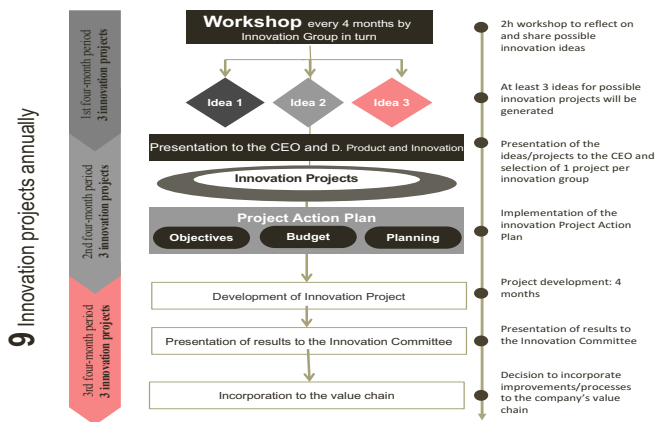 9 Innovation projects annually
1st four-month period
3 innovation projects
2nd four-month period
3 innovation projects
3rd four-month period
3 innovation projects
Workshop every 4 months by
Innovation Group in turn
Idea 1
Idea 2
Idea 3
Presentation to the CEO and D. Product and Innovation
Innovation Projects
Project Action Plan
Objectives
Budget
Planning
Development of Innovation Project
Presentation of results to the Innovation Committee
Incorporation to the value chain
2h workshop to reflect on
and share possible
innovation ideas
At least 3 ideas for possible
innovation projects will be
generated
Presentation of the
ideas/projects to the CEO and
selection of 1 project per
innovation group
Implementation of the
innovation Project Action
Plan
Project development: 4
months
Presentation of results to
the Innovation Committee
Decision to incorporate
improvements/processes
to the company's value
chain